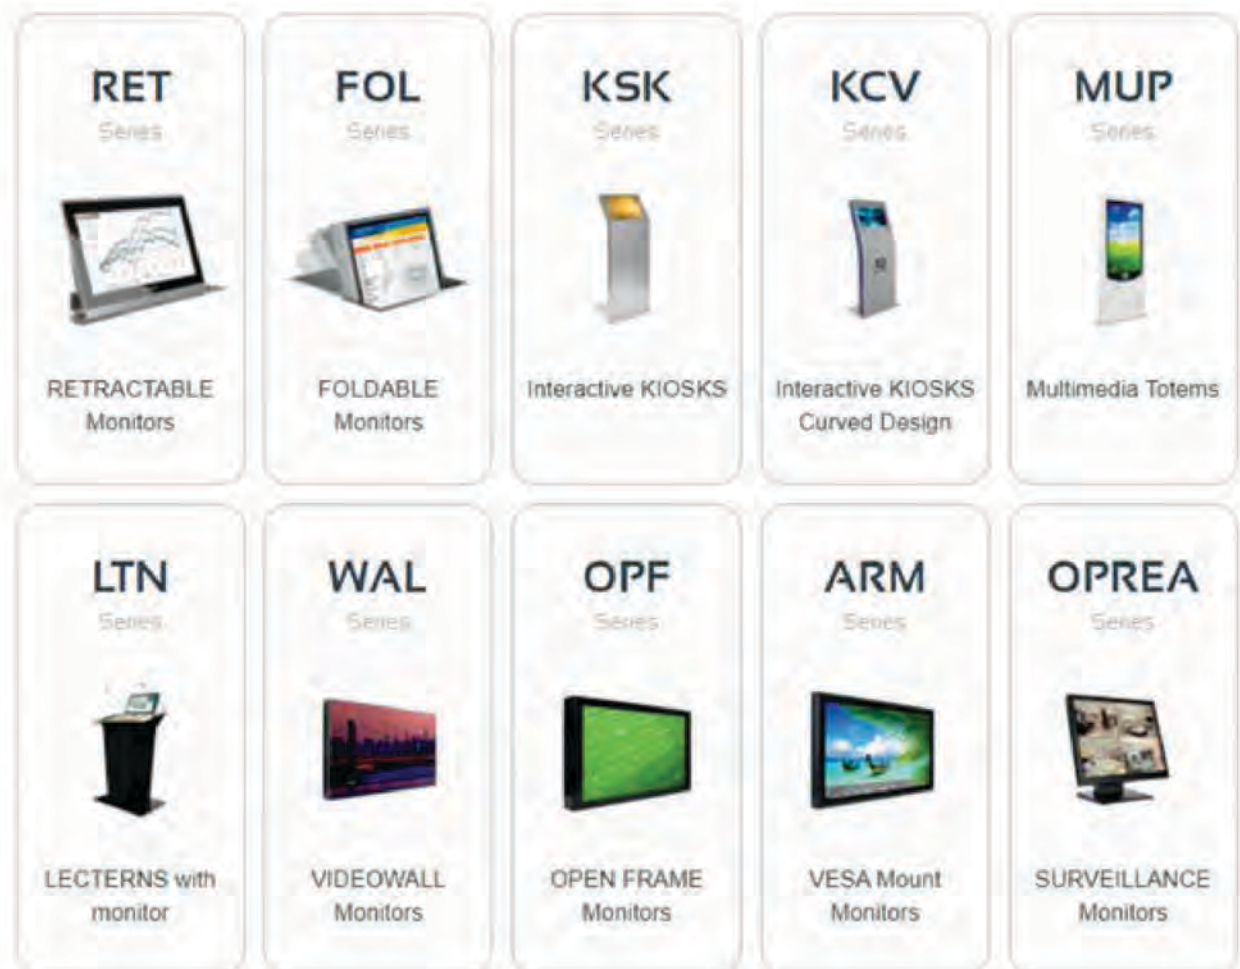 RET
Series
RETRACTABLE
Monitors
FOL
Series
FOLDABLE
Monitors
KSK
Series
Interactive KIOSKS
KCV
Series
Interactive KIOSKS
Curved Design
MUP
Series
Multimedia Totems
LTN
Series
LECTERNS with
monitor
WAL
Series
VIDEOWALL
Monitors
OPF
Series
OPEN FRAME
Monitors
ARM
Series
VESA Mount
Monitors
OPREA
Series
SURVEILLANCE
Monitors